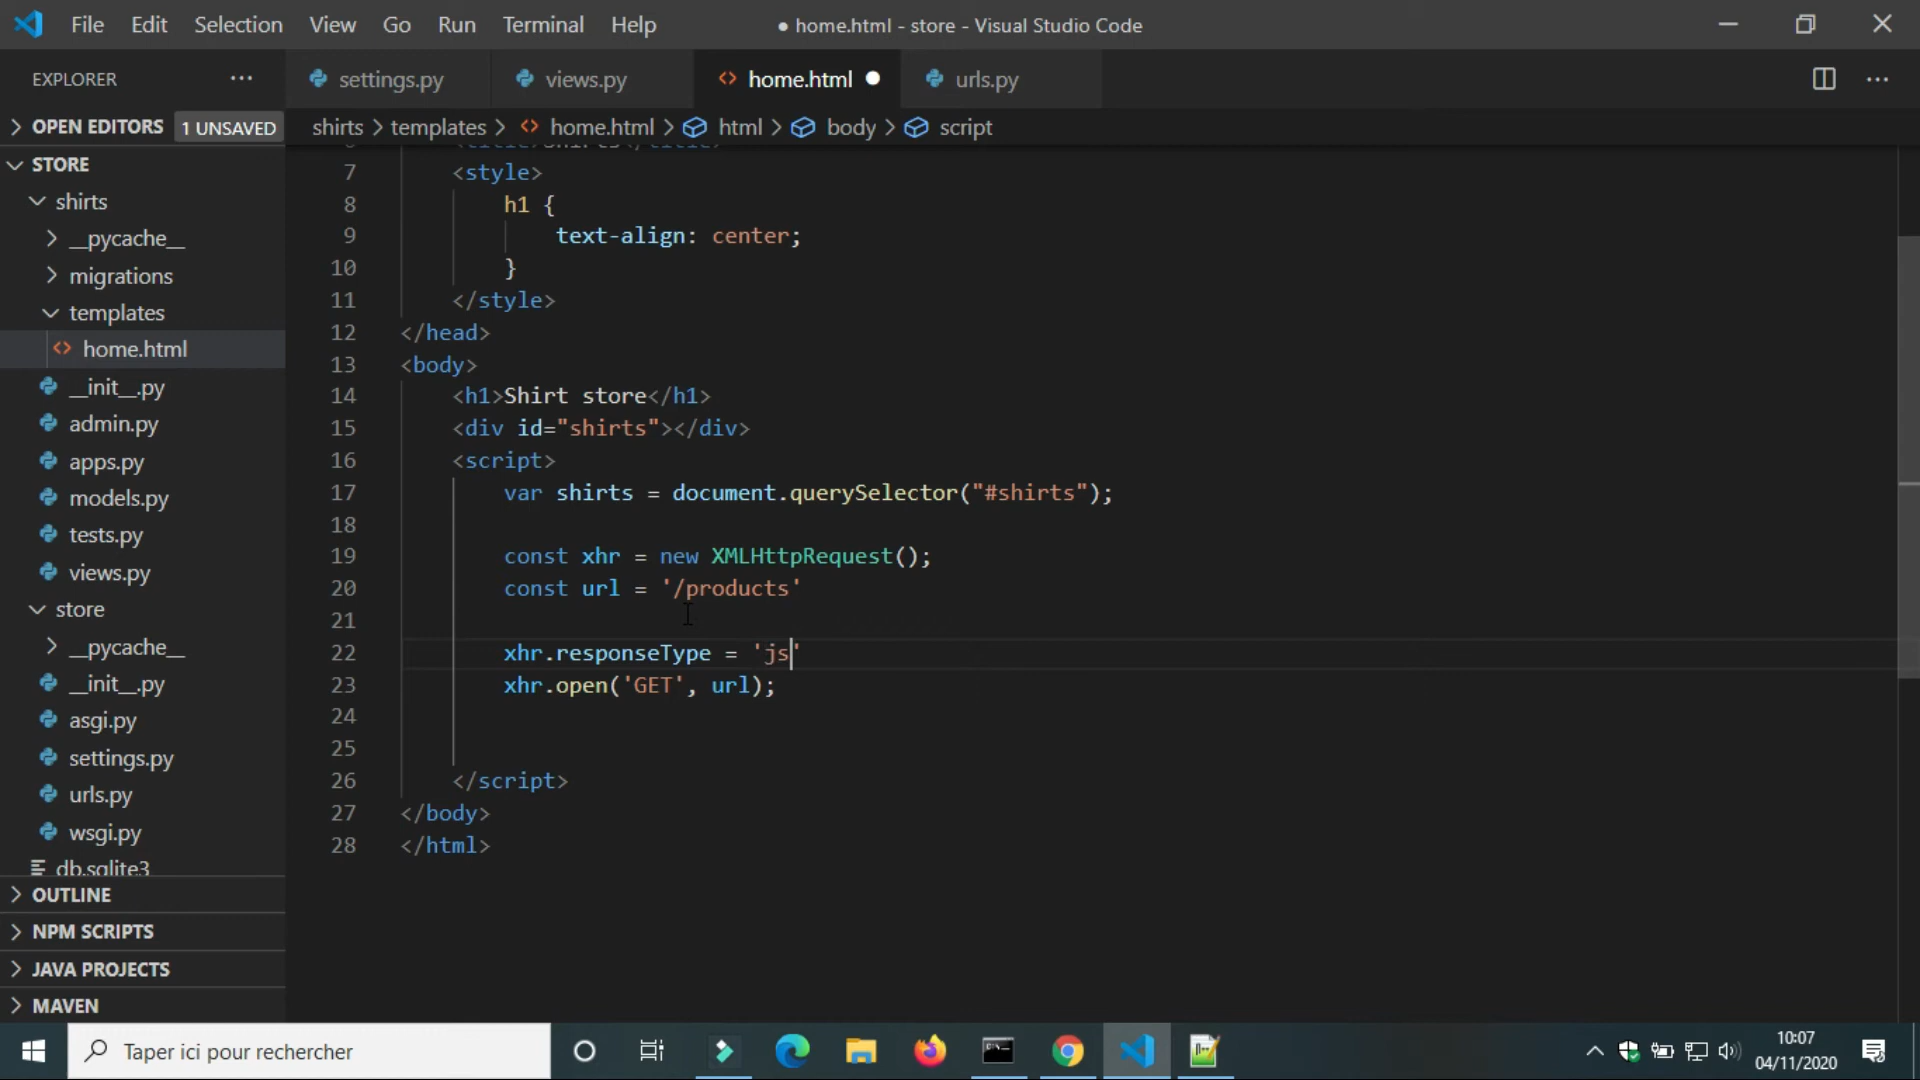 File Edit Selection View Go Run Terminal Help
● home.html - store - Visual Studio Code
EXPLORER ···
settings.py views.py home.html ● urls.py
OPEN EDITORS 1 UNSAVED
shirts > templates > home.html > html > body > script
STORE
shirts
__pycache__
migrations
templates
home.html
__init__.py
admin.py
apps.py
models.py
tests.py
views.py
store
__pycache__
__init__.py
asgi.py
settings.py
urls.py
wsgi.py
db.sqlite3
OUTLINE
NPM SCRIPTS
JAVA PROJECTS
MAVEN
<title>Shirts</title>
7 <style>
8 h1 {
9 text-align: center;
10 }
11 </style>
12 </head>
13 <body>
14 <h1>Shirt store</h1>
15 <div id="shirts"></div>
16 <script>
17 var shirts = document.querySelector("#shirts");
18
19 const xhr = new XMLHttpRequest();
20 const url = '/products'
21
22 xhr.responseType = 'js'
23 xhr.open('GET', url);
24
25
26 </script>
27 </body>
28 </html>
Taper ici pour rechercher
10:07
04/11/2020